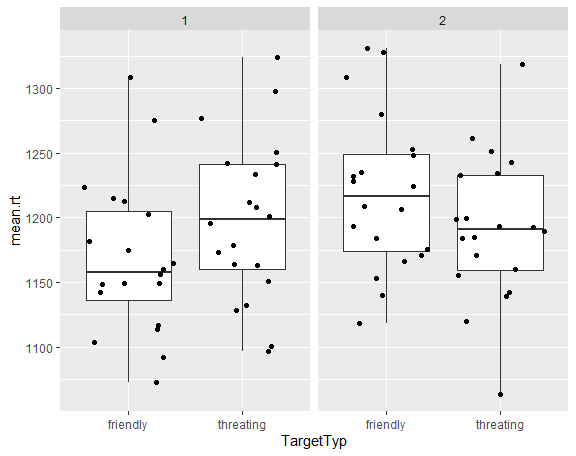 1 2
mean.rt
1300
1250
1200
1150
1100
friendly threating friendly threating
TargetTyp